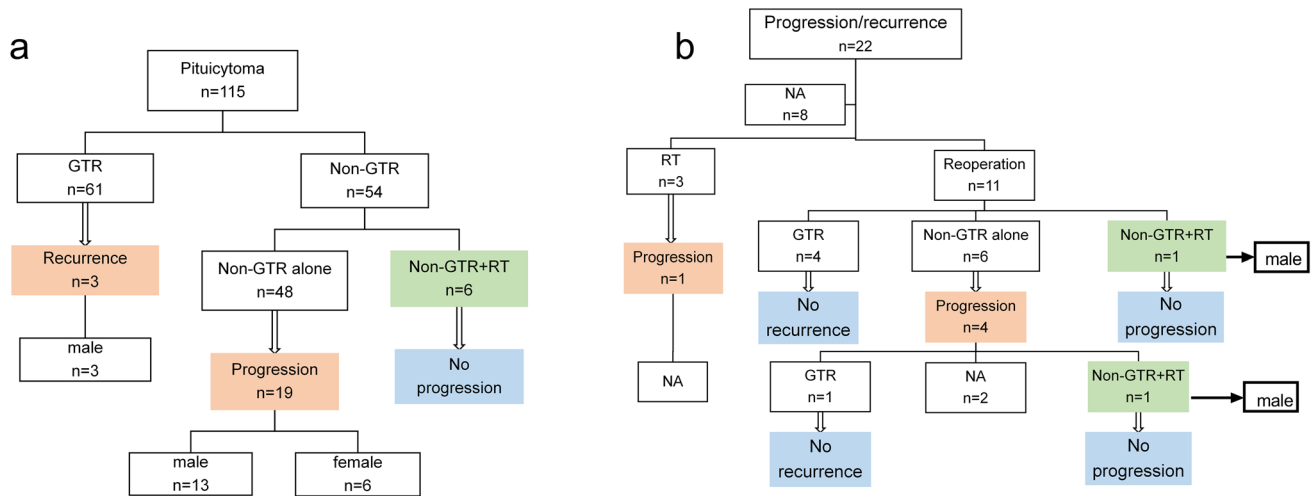 a
Pituicytoma
n=115
GTR
n=61
Non-GTR
n=54
Recurrence
n=3
Non-GTR alone
n=48
Non-GTR+RT
n=6
male
n=3
Progression
n=19
No
progression
male
n=13
female
n=6
b
Progression/recurrence
n=22
NA
n=8
RT
n=3
Reoperation
n=11
Progression
n=1
GTR
n=4
Non-GTR alone
n=6
Non-GTR+RT
n=1
male
No
recurrence
Progression
n=4
No
progression
NA
GTR
n=1
NA
n=2
Non-GTR+RT
n=1
male
No
recurrence
No
progression